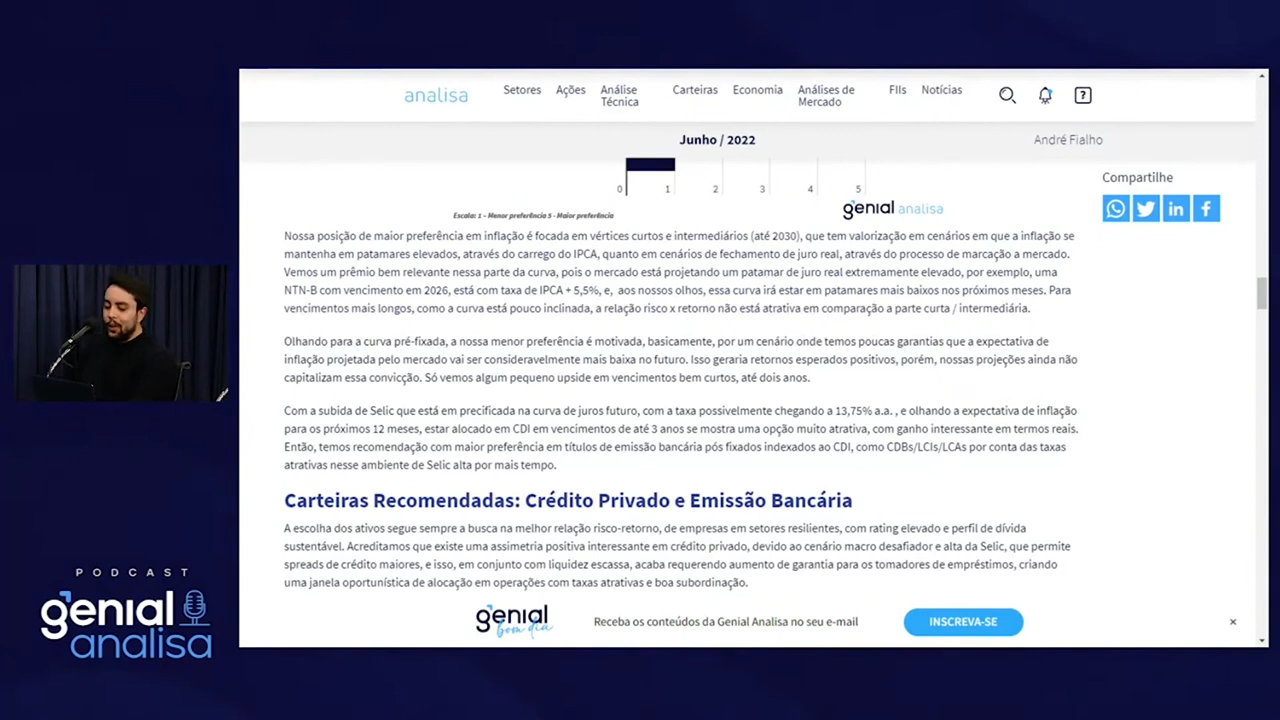 analisa
Setores Ações Análise Técnica Carteiras Economia Análises de Mercado FIIs Notícias
Junho / 2022
André Fialho
Compartilhe
0 1 2 3 4 5
Escala: 1 – Menor preferência 5 - Maior preferência
genial analisa
Nossa posição de maior preferência em inflação é focada em vértices curtos e intermediários (até 2030), que tem valorização em cenários em que a inflação se
mantenha em patamares elevados, através do carrego do IPCA, quanto em cenários de fechamento de juro real, através do processo de marcação a mercado.
Vemos um prêmio bem relevante nessa parte da curva, pois o mercado está projetando um patamar de juro real extremamente elevado, por exemplo, uma
NTN-B com vencimento em 2026, está com taxa de IPCA + 5,5%, e, aos nossos olhos, essa curva irá estar em patamares mais baixos nos próximos meses. Para
vencimentos mais longos, como a curva está pouco inclinada, a relação risco x retorno não está atrativa em comparação a parte curta / intermediária.
Olhando para a curva pré-fixada, a nossa menor preferência é motivada, basicamente, por um cenário onde temos poucas garantias que a expectativa de
inflação projetada pelo mercado vai ser consideravelmente mais baixa no futuro. Isso geraria retornos esperados positivos, porém, nossas projeções ainda não
capitalizam essa convicção. Só vemos algum pequeno upside em vencimentos bem curtos, até dois anos.
Com a subida de Selic que está em precificada na curva de juros futuro, com a taxa possivelmente chegando a 13,75% a.a. , e olhando a expectativa de inflação
para os próximos 12 meses, estar alocado em CDI em vencimentos de até 3 anos se mostra uma opção muito atrativa, com ganho interessante em termos reais.
Então, temos recomendação com maior preferência em títulos de emissão bancária pós fixados indexados ao CDI, como CDBs/LCIs/LCAs por conta das taxas
atrativas nesse ambiente de Selic alta por mais tempo.
Carteiras Recomendadas: Crédito Privado e Emissão Bancária
A escolha dos ativos segue sempre a busca na melhor relação risco-retorno, de empresas em setores resilientes, com rating elevado e perfil de dívida
sustentável. Acreditamos que existe uma assimetria positiva interessante em crédito privado, devido ao cenário macro desafiador e alta da Selic, que permite
spreads de crédito maiores, e isso, em conjunto com liquidez escassa, acaba requerendo aumento de garantia para os tomadores de empréstimos, criando
uma janela oportunística de alocação em operações com taxas atrativas e boa subordinação.
genial
bom dia
Receba os conteúdos da Genial Analisa no seu e-mail
INSCREVA-SE
×
PODCAST
genial
analisa